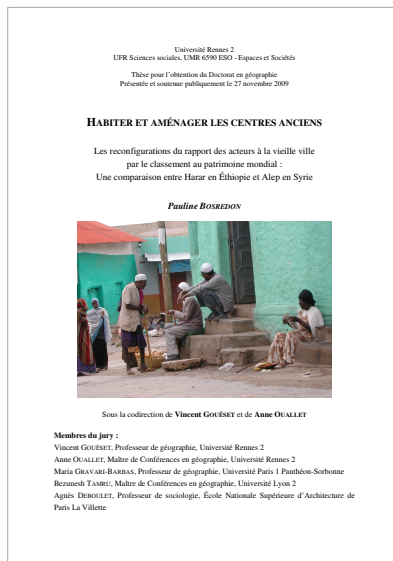 Université Rennes 2
UFR Sciences sociales, UMR 6590 ESO - Espaces et Sociétés
Thèse pour l'obtention du Doctorat en géographie
Présentée et soutenue publiquement le 27 novembre 2009
HABITER ET AMÉNAGER LES CENTRES ANCIENS
Les reconfigurations du rapport des acteurs à la vieille ville
par le classement au patrimoine mondial :
Une comparaison entre Harar en Éthiopie et Alep en Syrie
Pauline BOSREDON
Sous la codirection de Vincent GOUËSET et de Anne OUALLET
Membres du jury :
Vincent GOUËSET, Professeur de géographie, Université Rennes 2
Anne OUALLET, Maître de Conférences en géographie, Université Rennes 2
Maria GRAVARI-BARBAS, Professeur de géographie, Université Paris 1 Panthéon-Sorbonne
Bezunesh TAMRU, Maître de Conférences en géographie, Université Lyon 2
Agnès DEBOULET, Professeur de sociologie, École Nationale Supérieure d'Architecture de
Paris La Villette